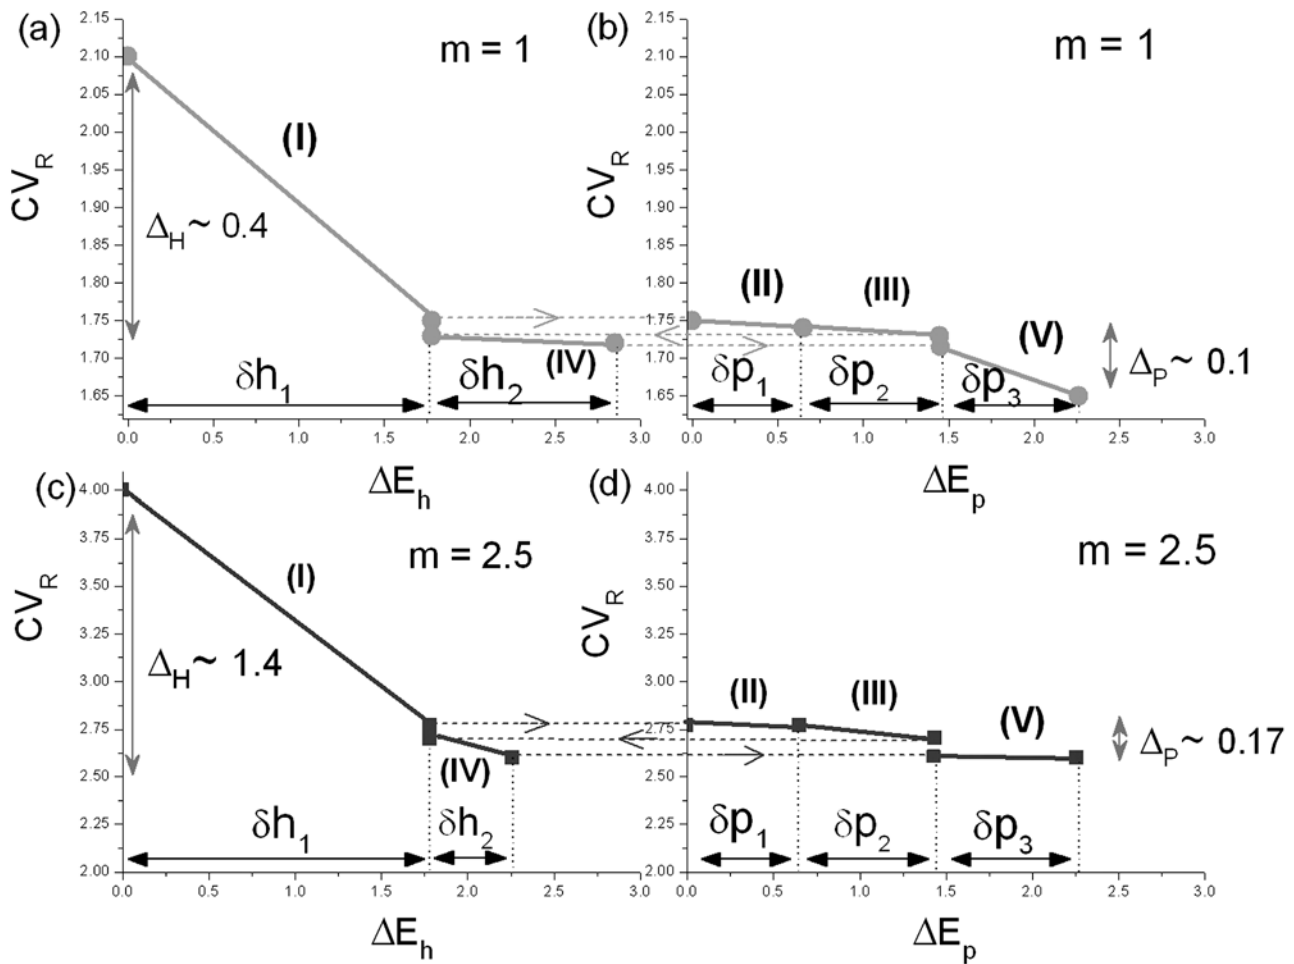 (a)
m = 1
CV_R
2.15
2.10
2.05
2.00
1.95
1.90
1.85
1.80
1.75
1.70
1.65
(I)
Δ_H ~ 0.4
(IV)
δh_1
δh_2
0.0 0.5 1.0 1.5 2.0 2.5 3.0
ΔE_h
(b)
m = 1
CV_R
2.15
2.10
2.05
2.00
1.95
1.90
1.85
1.80
1.75
1.70
1.65
(II)
(III)
(V)
Δ_P ~ 0.1
δp_1
δp_2
δp_3
0.0 0.5 1.0 1.5 2.0 2.5 3.0
ΔE_p
(c)
m = 2.5
CV_R
4.00
3.75
3.50
3.25
3.00
2.75
2.50
2.25
2.00
(I)
Δ_H ~ 1.4
(IV)
δh_1
δh_2
0.0 0.5 1.0 1.5 2.0 2.5 3.0
ΔE_h
(d)
m = 2.5
CV_R
4.00
3.75
3.50
3.25
3.00
2.75
2.50
2.25
2.00
(II)
(III)
(V)
Δ_P ~ 0.17
δp_1
δp_2
δp_3
0.0 0.5 1.0 1.5 2.0 2.5 3.0
ΔE_p